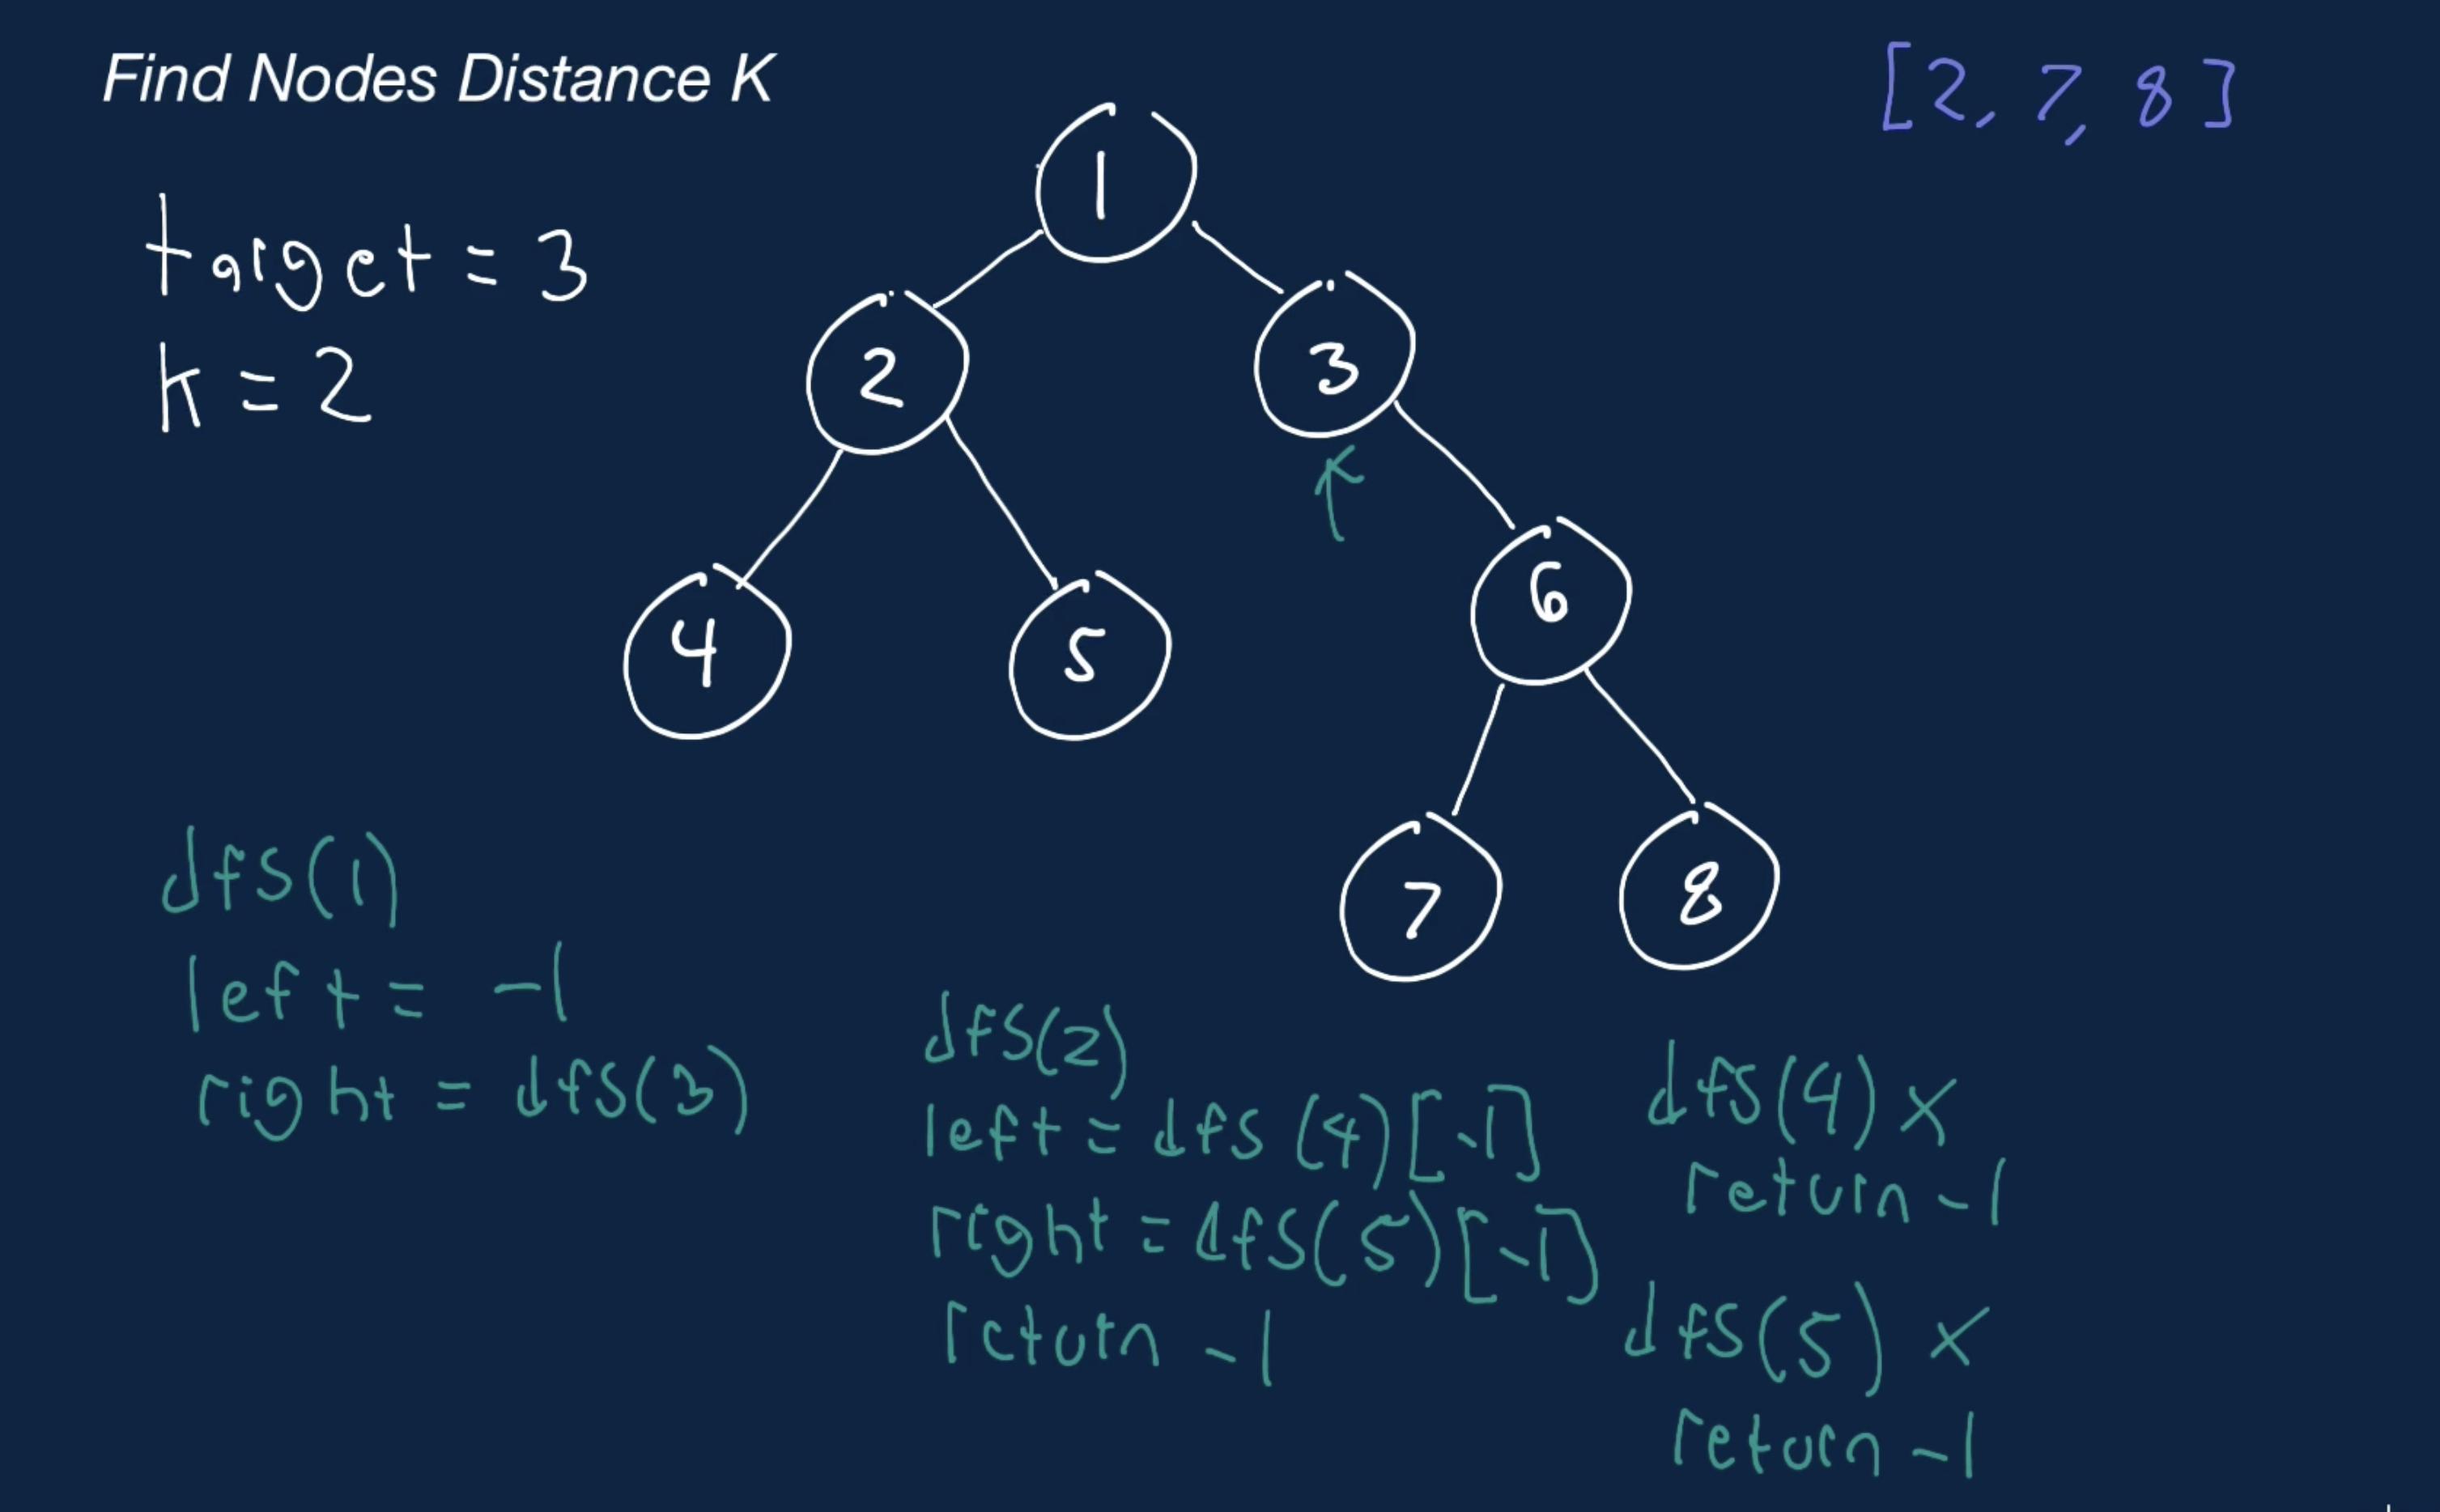 Find Nodes Distance K
[2, 7, 8]
target = 3
k = 2
1
2
3
4
5
6
7
8
dfs(1)
left = -1
right = dfs(3)
dfs(2)
left = dfs(4)[-1]
right = dfs(5)[-1]
return -1
dfs(4) x
return -1
dfs(5) x
return -1